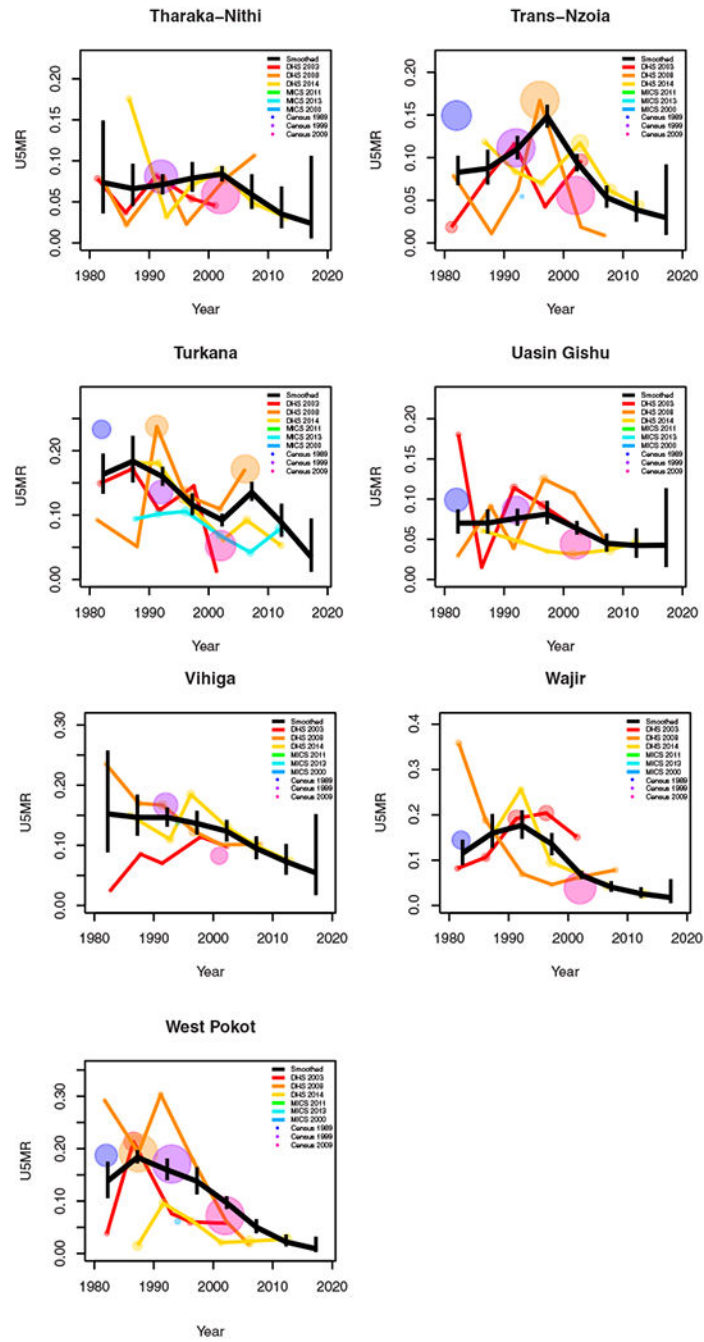 Tharaka−Nithi
U5MR
0.20
0.15
0.10
0.05
0.00
Smoothed
DHS 2003
DHS 2008
DHS 2014
MICS 2011
MICS 2013
MICS 2000
Census 1989
Census 1999
Census 2009
1980 1990 2000 2010 2020
Year
Trans−Nzoia
U5MR
0.20
0.15
0.10
0.05
0.00
Smoothed
DHS 2003
DHS 2008
DHS 2014
MICS 2011
MICS 2013
MICS 2000
Census 1989
Census 1999
Census 2009
1980 1990 2000 2010 2020
Year
Turkana
U5MR
0.20
0.10
0.00
Smoothed
DHS 2003
DHS 2008
DHS 2014
MICS 2011
MICS 2013
MICS 2000
Census 1989
Census 1999
Census 2009
1980 1990 2000 2010 2020
Year
Uasin Gishu
U5MR
0.20
0.15
0.10
0.05
0.00
Smoothed
DHS 2003
DHS 2008
DHS 2014
MICS 2011
MICS 2013
MICS 2000
Census 1989
Census 1999
Census 2009
1980 1990 2000 2010 2020
Year
Vihiga
U5MR
0.30
0.20
0.10
0.00
Smoothed
DHS 2003
DHS 2008
DHS 2014
MICS 2011
MICS 2013
MICS 2000
Census 1989
Census 1999
Census 2009
1980 1990 2000 2010 2020
Year
Wajir
U5MR
0.4
0.3
0.2
0.1
0.0
Smoothed
DHS 2003
DHS 2008
DHS 2014
MICS 2011
MICS 2013
MICS 2000
Census 1989
Census 1999
Census 2009
1980 1990 2000 2010 2020
Year
West Pokot
U5MR
0.30
0.20
0.10
0.00
Smoothed
DHS 2003
DHS 2008
DHS 2014
MICS 2011
MICS 2013
MICS 2000
Census 1989
Census 1999
Census 2009
1980 1990 2000 2010 2020
Year